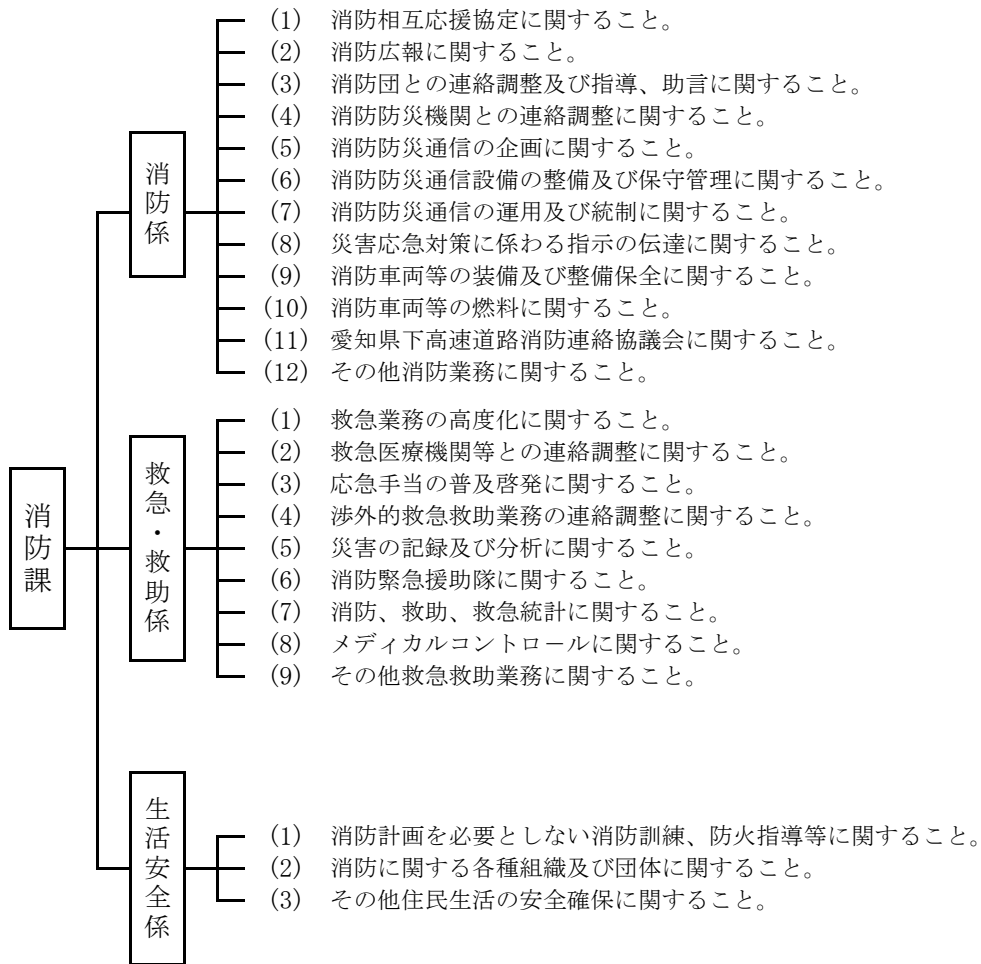 消防課
消防係
(1) 消防相互応援協定に関すること。
(2) 消防広報に関すること。
(3) 消防団との連絡調整及び指導、助言に関すること。
(4) 消防防災機関との連絡調整に関すること。
(5) 消防防災通信の企画に関すること。
(6) 消防防災通信設備の整備及び保守管理に関すること。
(7) 消防防災通信の運用及び統制に関すること。
(8) 災害応急対策に係わる指示の伝達に関すること。
(9) 消防車両等の装備及び整備保全に関すること。
(10) 消防車両等の燃料に関すること。
(11) 愛知県下高速道路消防連絡協議会に関すること。
(12) その他消防業務に関すること。
救急・救助係
(1) 救急業務の高度化に関すること。
(2) 救急医療機関等との連絡調整に関すること。
(3) 応急手当の普及啓発に関すること。
(4) 渉外的救急救助業務の連絡調整に関すること。
(5) 災害の記録及び分析に関すること。
(6) 消防緊急援助隊に関すること。
(7) 消防、救助、救急統計に関すること。
(8) メディカルコントロールに関すること。
(9) その他救急救助業務に関すること。
生活安全係
(1) 消防計画を必要としない消防訓練、防火指導等に関すること。
(2) 消防に関する各種組織及び団体に関すること。
(3) その他住民生活の安全確保に関すること。